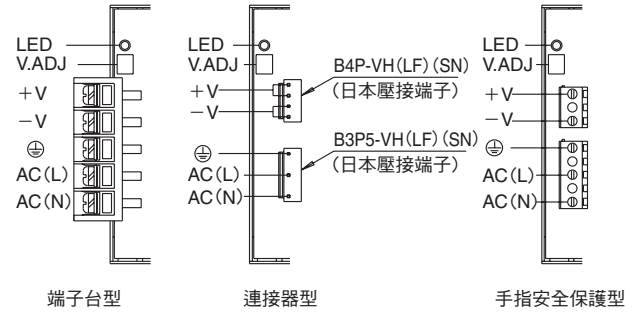 LED
V.ADJ
＋V
－V
AC(L)
AC(N)
端子台型
LED
V.ADJ
＋V
－V
AC(L)
AC(N)
B4P-VH(LF)(SN)
(日本壓接端子)
B3P5-VH(LF)(SN)
(日本壓接端子)
連接器型
LED
V.ADJ
＋V
－V
AC(L)
AC(N)
手指安全保護型